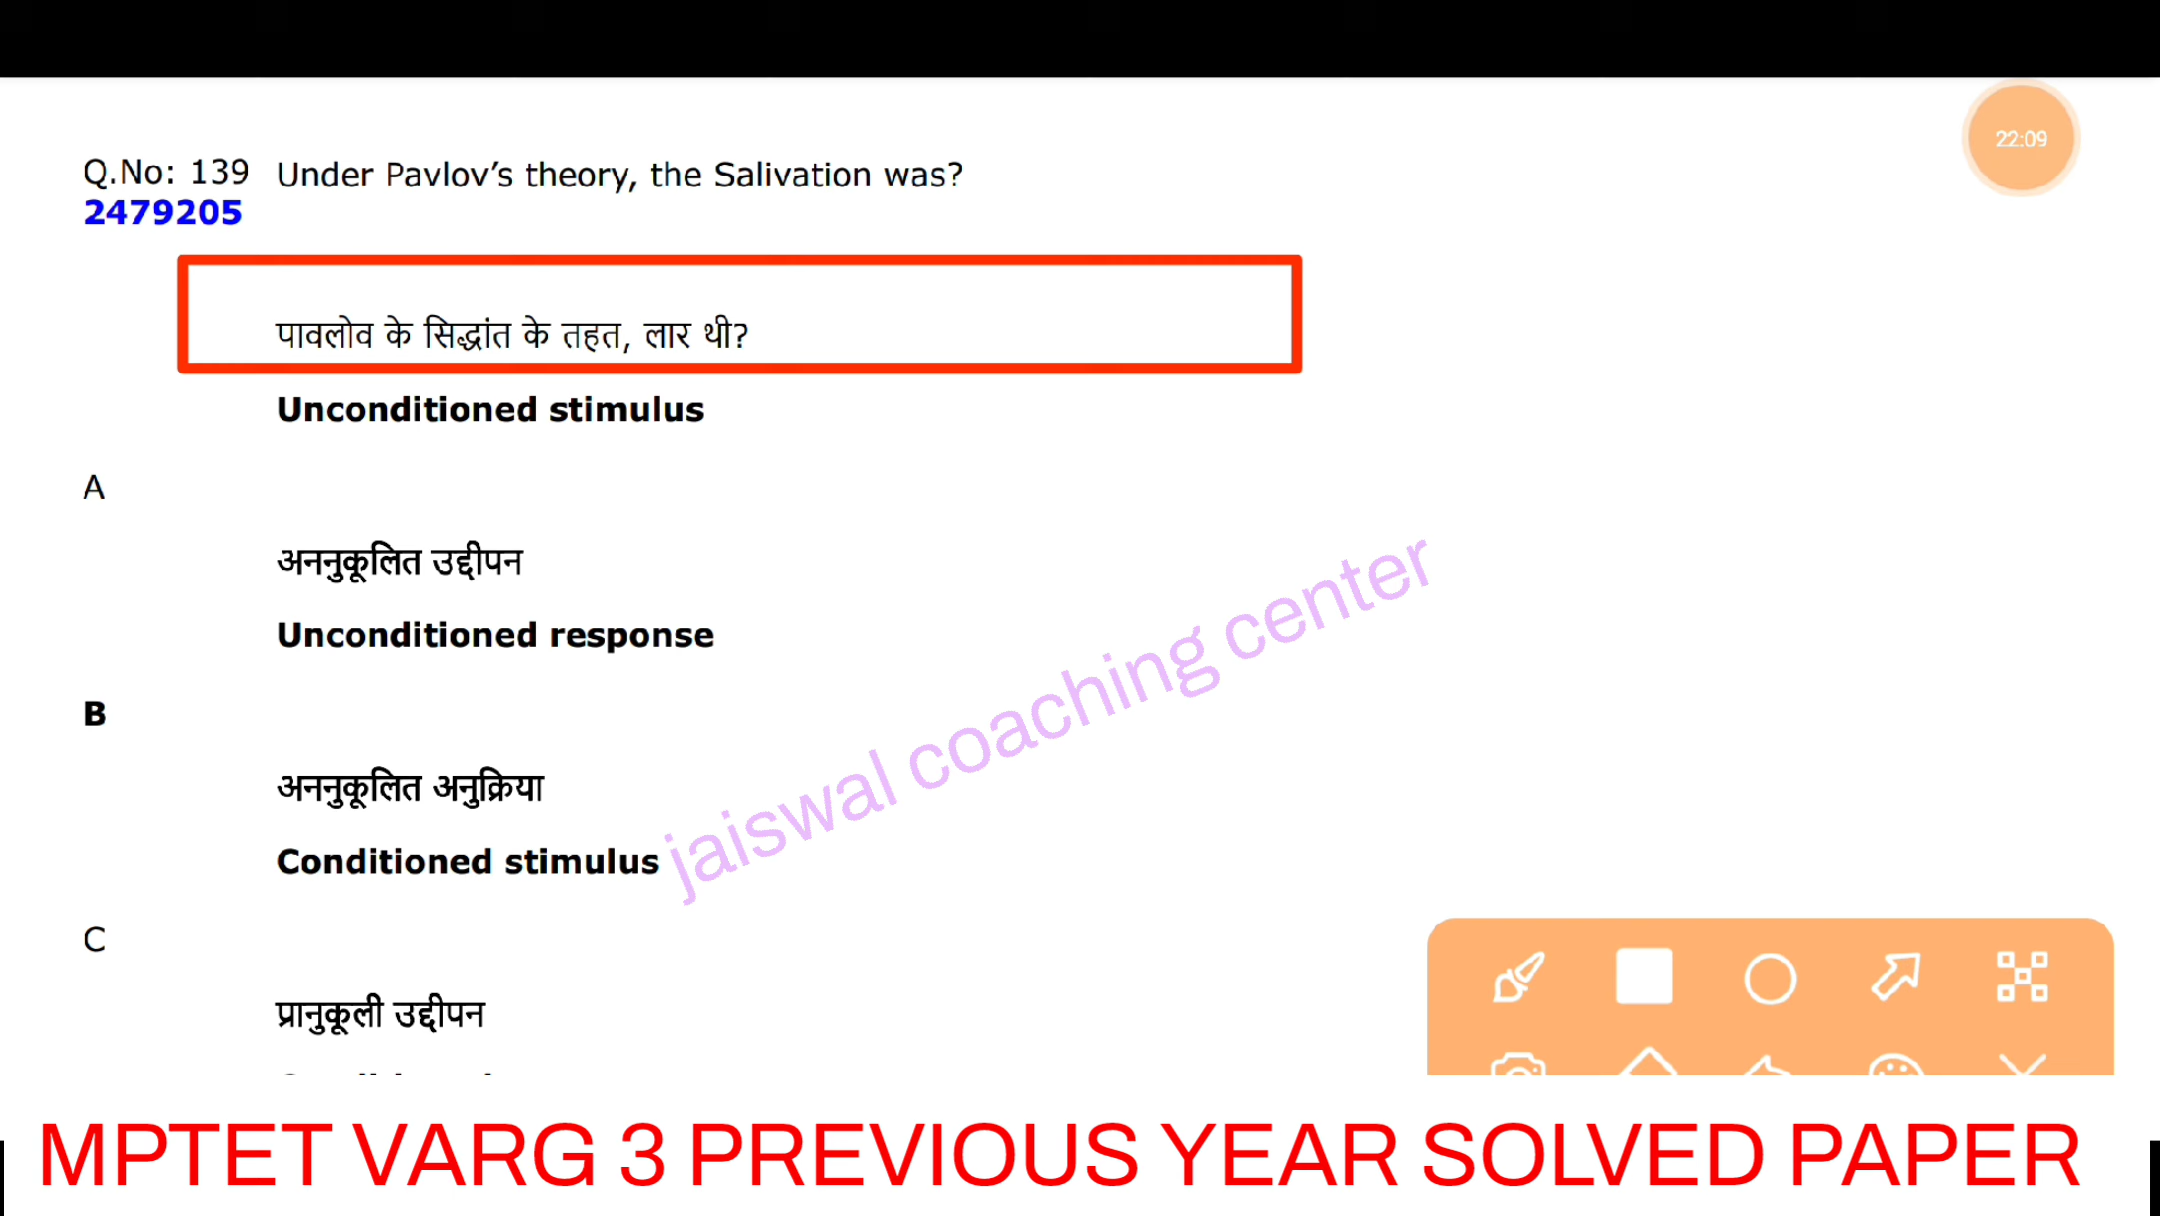 22:09
Q.No: 139 Under Pavlov’s theory, the Salivation was?
2479205
पावलोव के सिद्धांत के तहत, लार थी?
Unconditioned stimulus
A
अननुकूलित उद्दीपन
Unconditioned response
B
अननुकूलित अनुक्रिया
Conditioned stimulus
C
प्रानुकूली उद्दीपन
jaiswal coaching center
MPTET VARG 3 PREVIOUS YEAR SOLVED PAPER